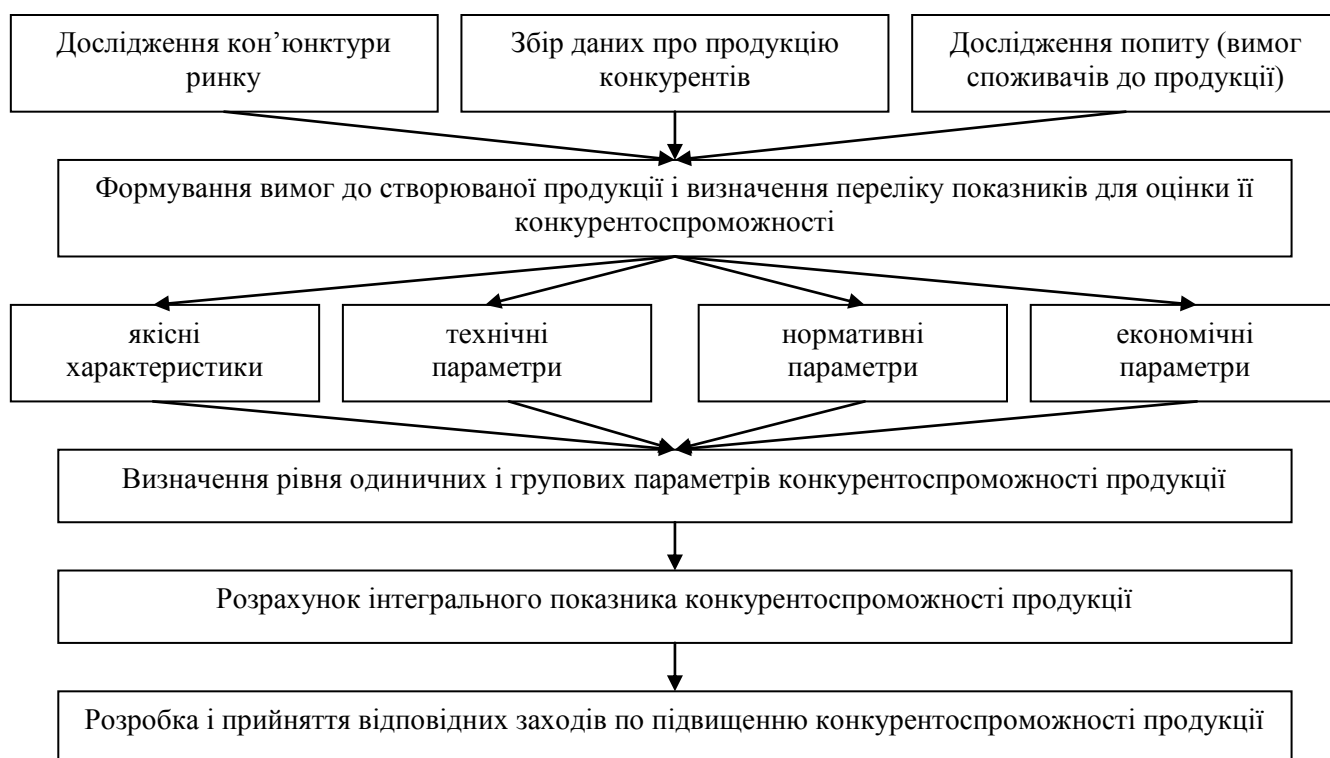 Дослідження кон’юнктури
ринку
Збір даних про продукцію
конкурентів
Дослідження попиту (вимог
споживачів до продукції)
Формування вимог до створюваної продукції і визначення переліку показників для оцінки її
конкурентоспроможності
якісні
характеристики
технічні
параметри
нормативні
параметри
економічні
параметри
Визначення рівня одиничних і групових параметрів конкурентоспроможності продукції
Розрахунок інтегрального показника конкурентоспроможності продукції
Розробка і прийняття відповідних заходів по підвищенню конкурентоспроможності продукції